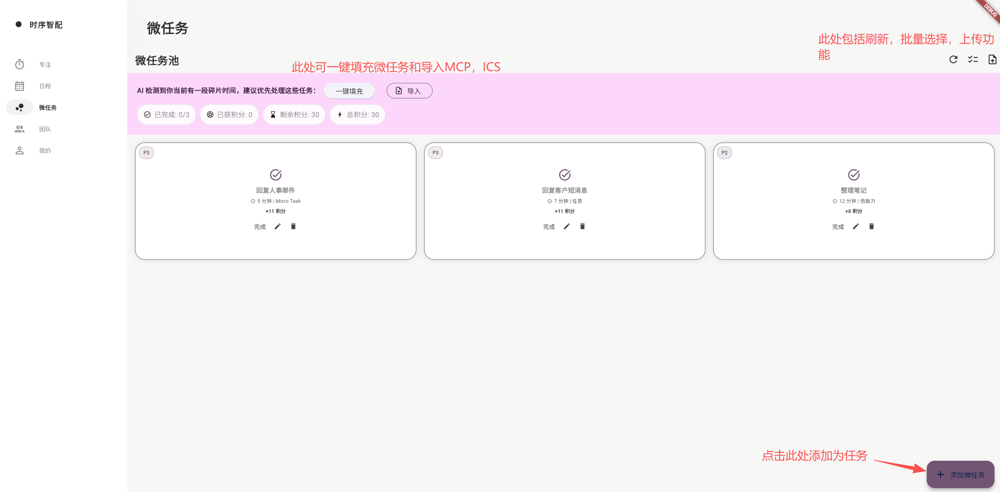 时序智配
专注
日程
微任务
团队
我的
微任务
DEBUG
此处包括刷新，批量选择，上传功
能
微任务池
此处可一键填充微任务和导入MCP，ICS
AI 检测到你当前有一段碎片时间，建议优先处理这些任务：
一键填充
导入
已完成: 0/3
已获积分: 0
剩余积分: 30
总积分: 30
P3
回复人事邮件
5 分钟 | Micro Task
+11 积分
完成
P3
回复客户短消息
7 分钟 | 任意
+11 积分
完成
P2
整理笔记
12 分钟 | 低脑力
+8 积分
完成
点击此处添加为任务
添加微任务